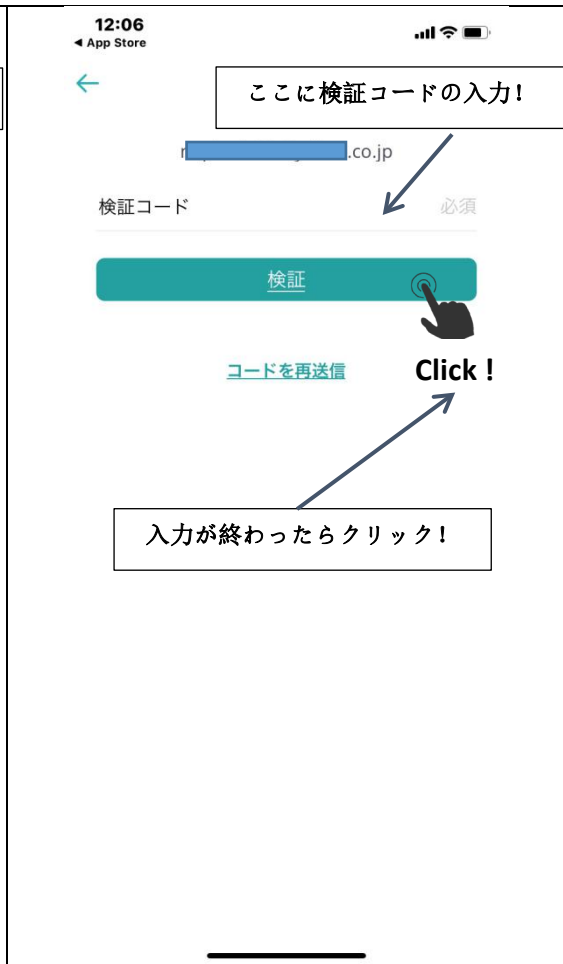 12:06
◀ App Store
ここに検証コードの入力!
.co.jp
検証コード
必須
検証
コードを再送信
Click !
入力が終わったらクリック!